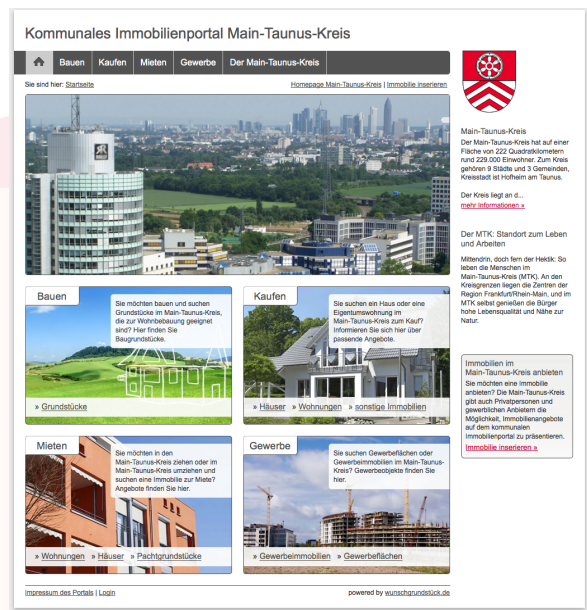 Kommunales Immobilienportal Main-Taunus-Kreis
Bauen Kaufen Mieten Gewerbe Der Main-Taunus-Kreis
Sie sind hier: Startseite
Homepage Main-Taunus-Kreis | Immobilie inserieren
Bauen
Sie möchten bauen und suchen
Grundstücke im Main-Taunus-Kreis,
die zur Wohnbebauung geeignet
sind? Hier finden Sie
Baugrundstücke.
» Grundstücke
Kaufen
Sie suchen ein Haus oder eine
Eigentumswohnung im
Main-Taunus-Kreis zum Kauf?
Informieren Sie sich hier über
passende Angebote.
» Häuser » Wohnungen » sonstige Immobilien
Mieten
Sie möchten in den
Main-Taunus-Kreis ziehen oder im
Main-Taunus-Kreis umziehen und
suchen eine Immobilie zur Miete?
Angebote finden Sie hier.
» Wohnungen » Häuser » Pachtgrundstücke
Gewerbe
Sie suchen Gewerbeflächen oder
Gewerbeimmobilien im Main-Taunus-
Kreis? Gewerbeobjekte finden Sie
hier.
» Gewerbeimmobilien » Gewerbeflächen
Main-Taunus-Kreis
Der Main-Taunus-Kreis hat auf einer
Fläche von 222 Quadratkilometern
rund 229.000 Einwohner. Zum Kreis
gehören 9 Städte und 3 Gemeinden,
Kreisstadt ist Hofheim am Taunus.
Der Kreis liegt an d...
mehr Informationen »
Der MTK: Standort zum Leben
und Arbeiten
Mittendrin, doch fern der Hektik: So
leben die Menschen im
Main-Taunus-Kreis (MTK). An den
Kreisgrenzen liegen die Zentren der
Region Frankfurt/Rhein-Main, und im
MTK selbst genießen die Bürger
hohe Lebensqualität und Nähe zur
Natur.
Immobilien im
Main-Taunus-Kreis anbieten
Sie möchten eine Immobilie
anbieten? Die Main-Taunus-Kreis
gibt auch Privatpersonen und
gewerblichen Anbietern die
Möglichkeit, Immobilienangebote
auf dem kommunalen
Immobilienportal zu präsentieren.
Immobilie inserieren »
Impressum des Portals | Login
powered by wunschgrundstück.de